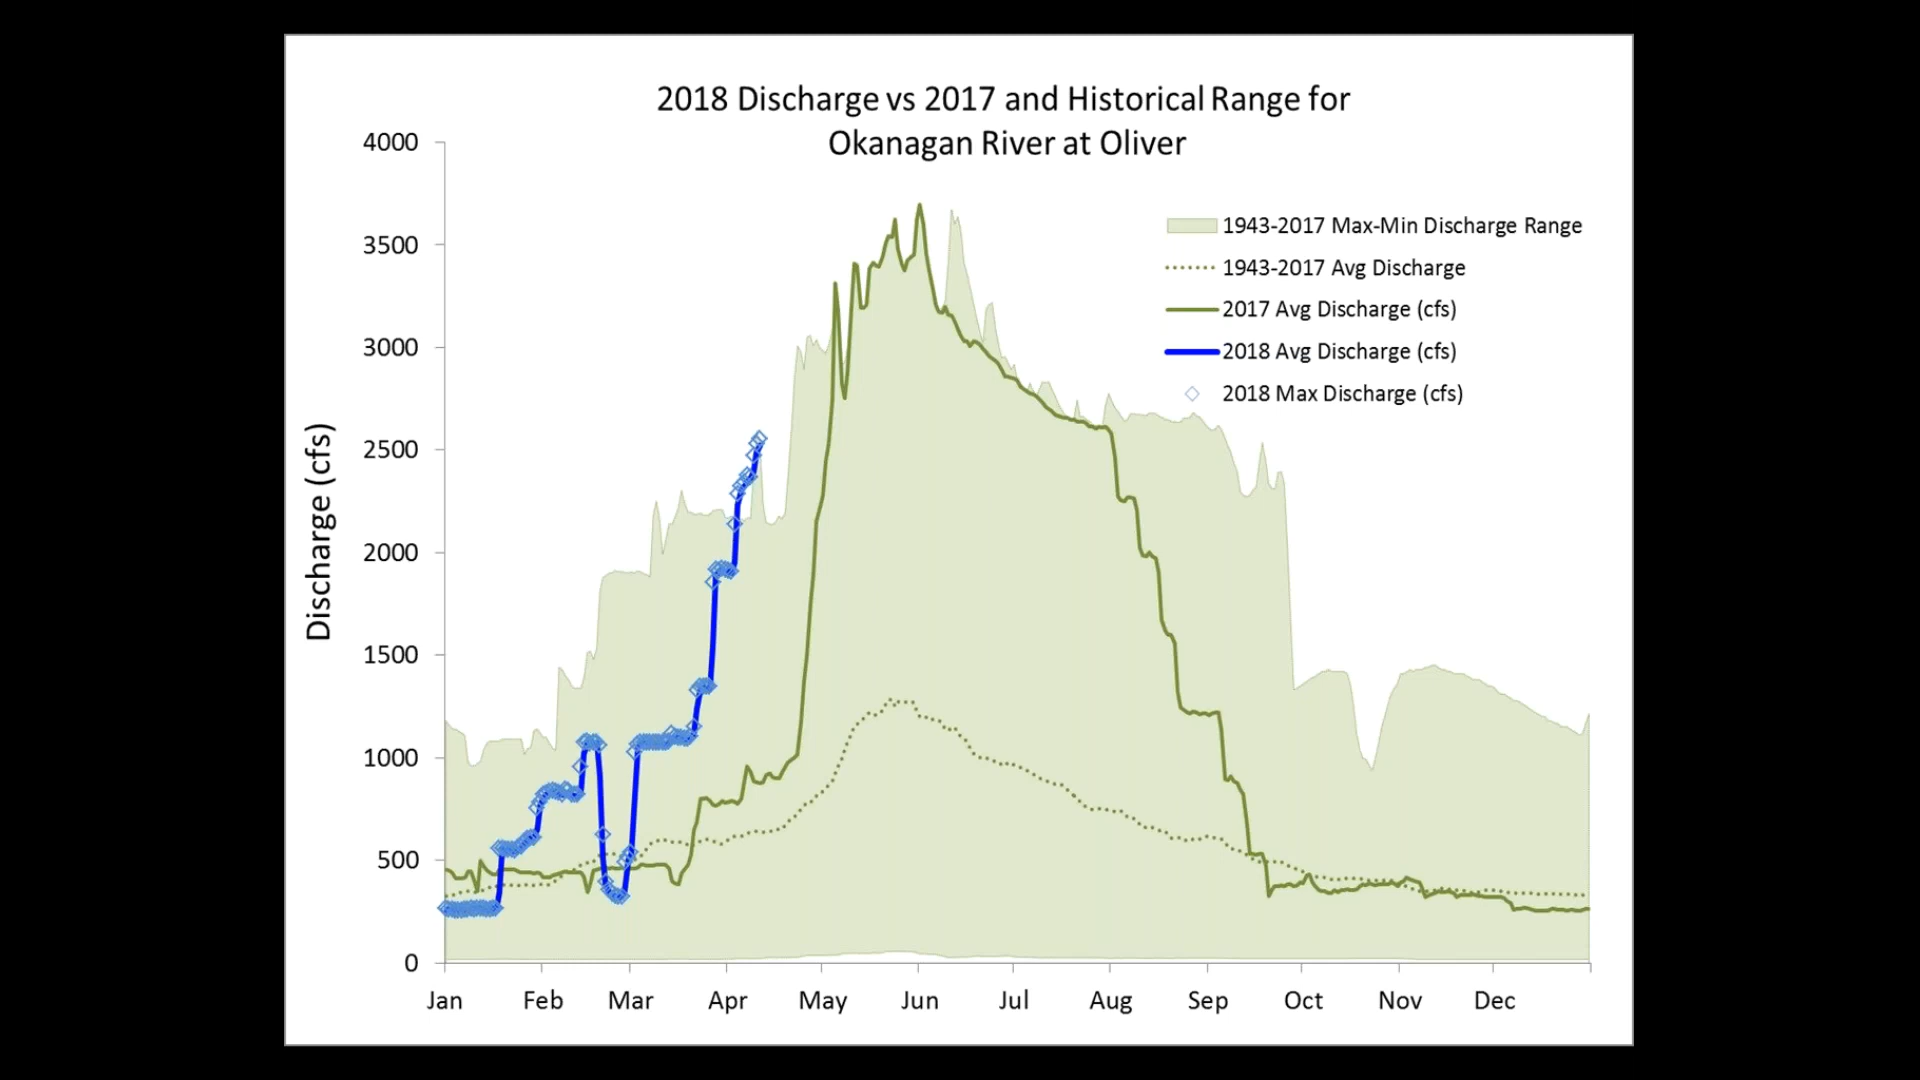 2018 Discharge vs 2017 and Historical Range for
Okanagan River at Oliver
Discharge (cfs)
4000
3500
3000
2500
2000
1500
1000
500
0
1943-2017 Max-Min Discharge Range
1943-2017 Avg Discharge
2017 Avg Discharge (cfs)
2018 Avg Discharge (cfs)
2018 Max Discharge (cfs)
Jan Feb Mar Apr May Jun Jul Aug Sep Oct Nov Dec